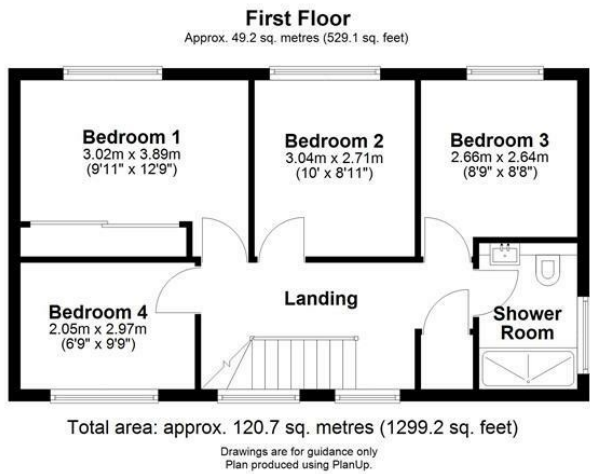 First Floor
Approx. 49.2 sq. metres (529.1 sq. feet)
Bedroom 1
3.02m x 3.89m
(9'11" x 12'9")
Bedroom 2
3.04m x 2.71m
(10' x 8'11")
Bedroom 3
2.66m x 2.64m
(8'9" x 8'8")
Bedroom 4
2.05m x 2.97m
(6'9" x 9'9")
Landing
Shower
Room
Total area: approx. 120.7 sq. metres (1299.2 sq. feet)
Drawings are for guidance only
Plan produced using PlanUp.